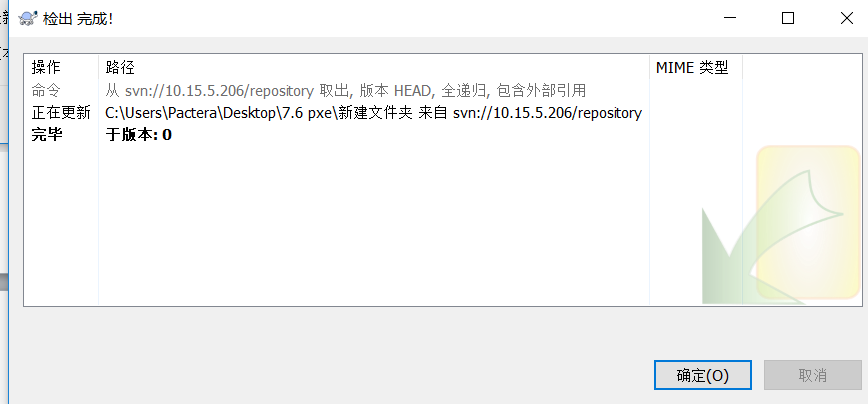 检出 完成!
操作 路径 MIME 类型
命令 从 svn://10.15.5.206/repository 取出, 版本 HEAD, 全递归, 包含外部引用
正在更新 C:\Users\Pactera\Desktop\7.6 pxe\新建文件夹 来自 svn://10.15.5.206/repository
完毕 于版本: 0
确定(O) 取消